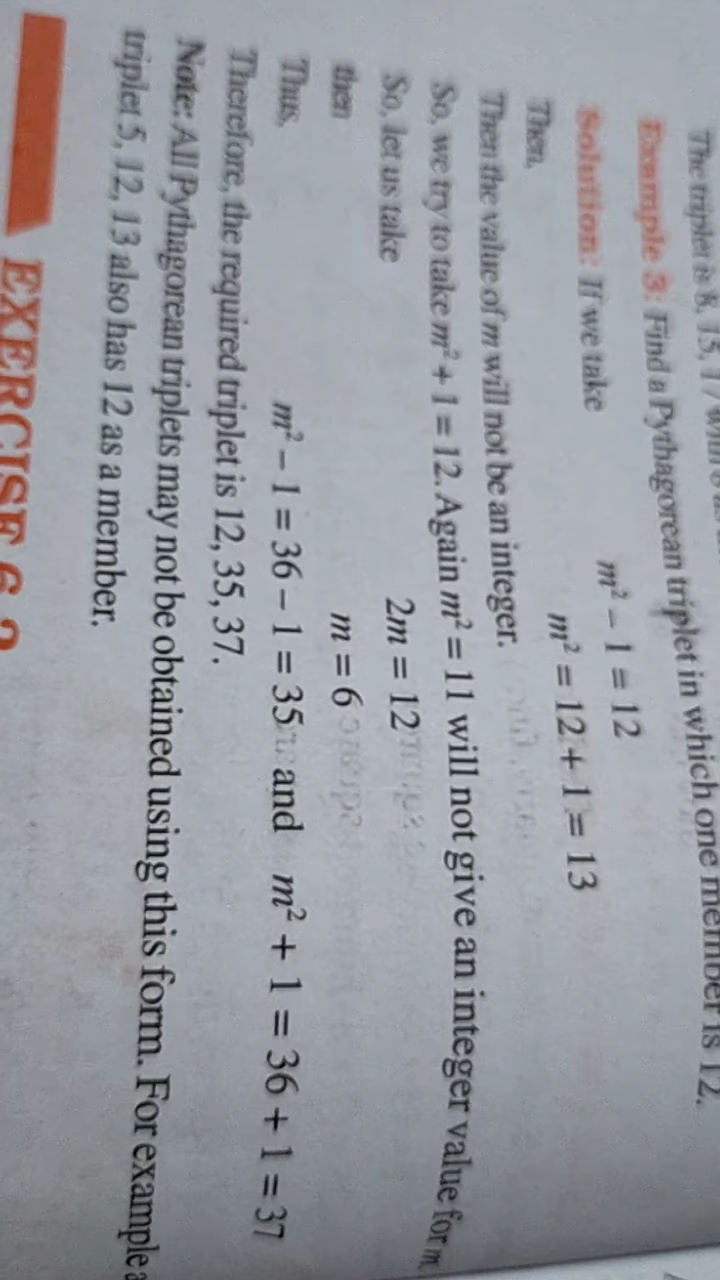 The triplet is 8, 15, 17 with 8
Example 3: Find a Pythagorean triplet in which one member is 12.
Solution: If we take m² – 1 = 12
Then, m² = 12 + 1 = 13
Then the value of m will not be an integer.
So, we try to take m² + 1 = 12. Again m² = 11 will not give an integer value for m.
So, let us take 2m = 12
then m = 6
Thus, m² – 1 = 36 – 1 = 35 and m² + 1 = 36 + 1 = 37
Therefore, the required triplet is 12, 35, 37.
Note: All Pythagorean triplets may not be obtained using this form. For example a
triplet 5, 12, 13 also has 12 as a member.
EXERCISE 6.2